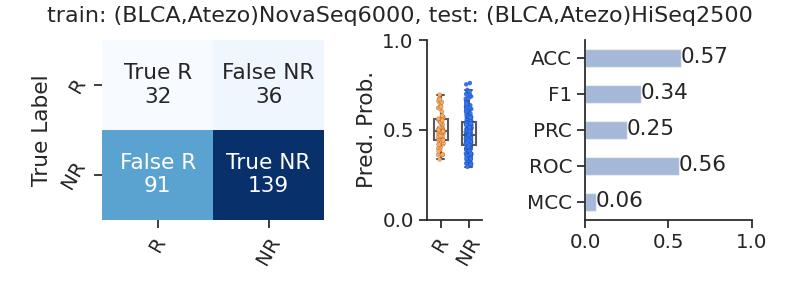 train: (BLCA,Atezo)NovaSeq6000, test: (BLCA,Atezo)HiSeq2500
True Label
R
NR
True R
32
False NR
36
False R
91
True NR
139
R
NR
Pred. Prob.
1.0
0.5
0.0
R
NR
ACC
0.57
F1
0.34
PRC
0.25
ROC
0.56
MCC
0.06
0.0
0.5
1.0